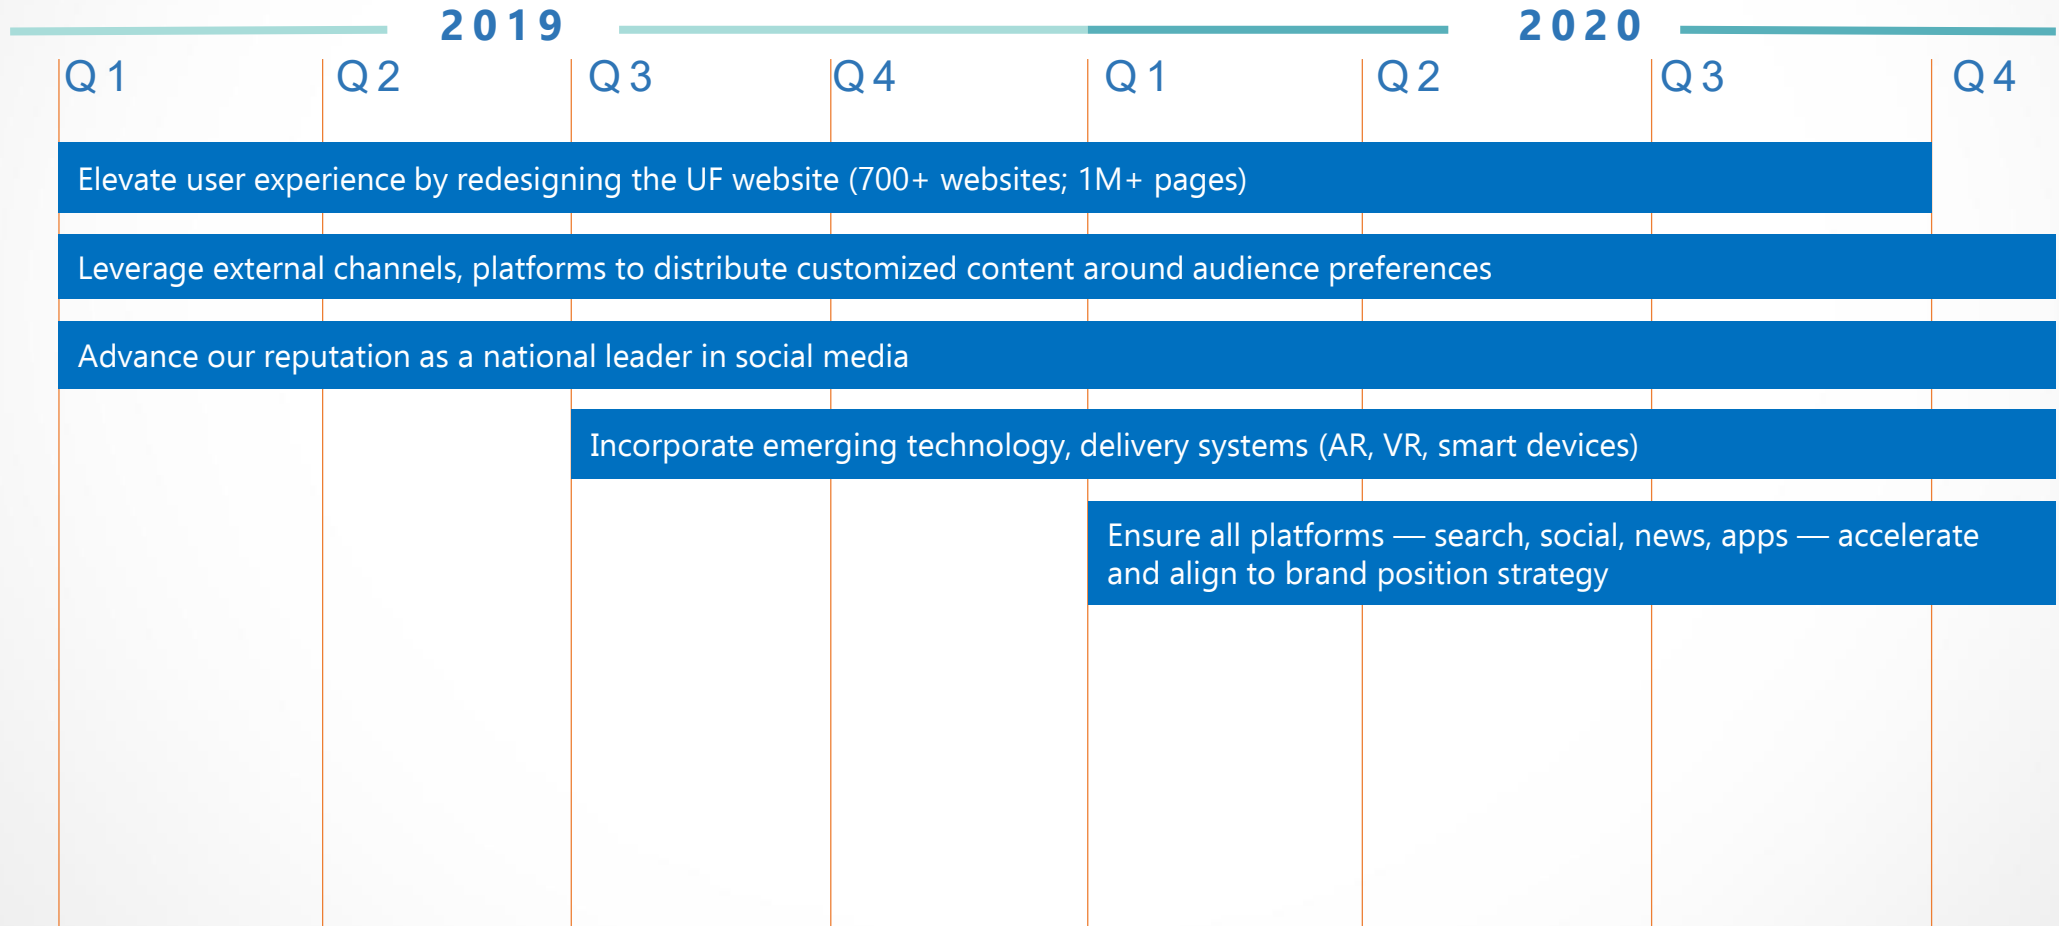 2019 2020
Q1 Q2 Q3 Q4 Q1 Q2 Q3 Q4
Elevate user experience by redesigning the UF website (700+ websites; 1M+ pages)
Leverage external channels, platforms to distribute customized content around audience preferences
Advance our reputation as a national leader in social media
Incorporate emerging technology, delivery systems (AR, VR, smart devices)
Ensure all platforms — search, social, news, apps — accelerate
and align to brand position strategy